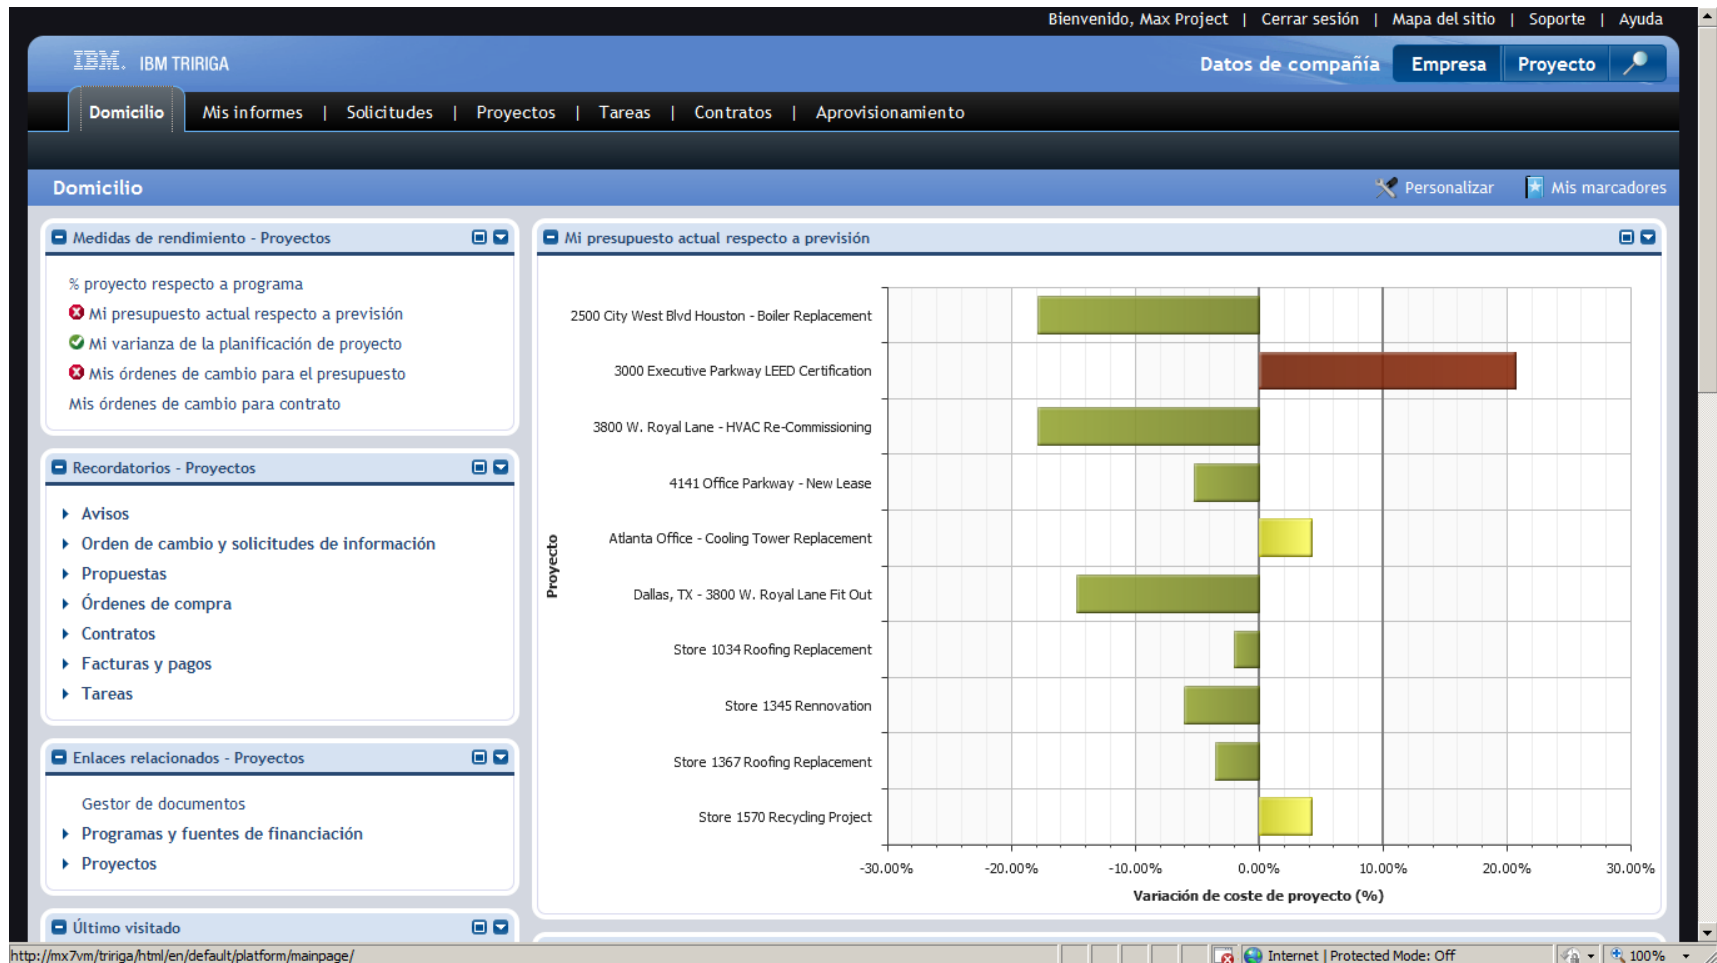 Bienvenido, Max Project | Cerrar sesión | Mapa del sitio | Soporte | Ayuda
IBM. IBM TRIRIGA
Datos de compañía Empresa Proyecto
Domicilio Mis informes | Solicitudes | Proyectos | Tareas | Contratos | Aprovisionamiento
Domicilio
Personalizar Mis marcadores
Medidas de rendimiento - Proyectos
% proyecto respecto a programa
Mi presupuesto actual respecto a previsión
Mi varianza de la planificación de proyecto
Mis órdenes de cambio para el presupuesto
Mis órdenes de cambio para contrato
Recordatorios - Proyectos
Avisos
Orden de cambio y solicitudes de información
Propuestas
Órdenes de compra
Contratos
Facturas y pagos
Tareas
Enlaces relacionados - Proyectos
Gestor de documentos
Programas y fuentes de financiación
Proyectos
Último visitado
Mi presupuesto actual respecto a previsión
Proyecto
2500 City West Blvd Houston - Boiler Replacement
3000 Executive Parkway LEED Certification
3800 W. Royal Lane - HVAC Re-Commissioning
4141 Office Parkway - New Lease
Atlanta Office - Cooling Tower Replacement
Dallas, TX - 3800 W. Royal Lane Fit Out
Store 1034 Roofing Replacement
Store 1345 Rennovation
Store 1367 Roofing Replacement
Store 1570 Recycling Project
-30.00% -20.00% -10.00% 0.00% 10.00% 20.00% 30.00%
Variación de coste de proyecto (%)
http://mx7vm/tririga/html/en/default/platform/mainpage/
Internet | Protected Mode: Off
100%